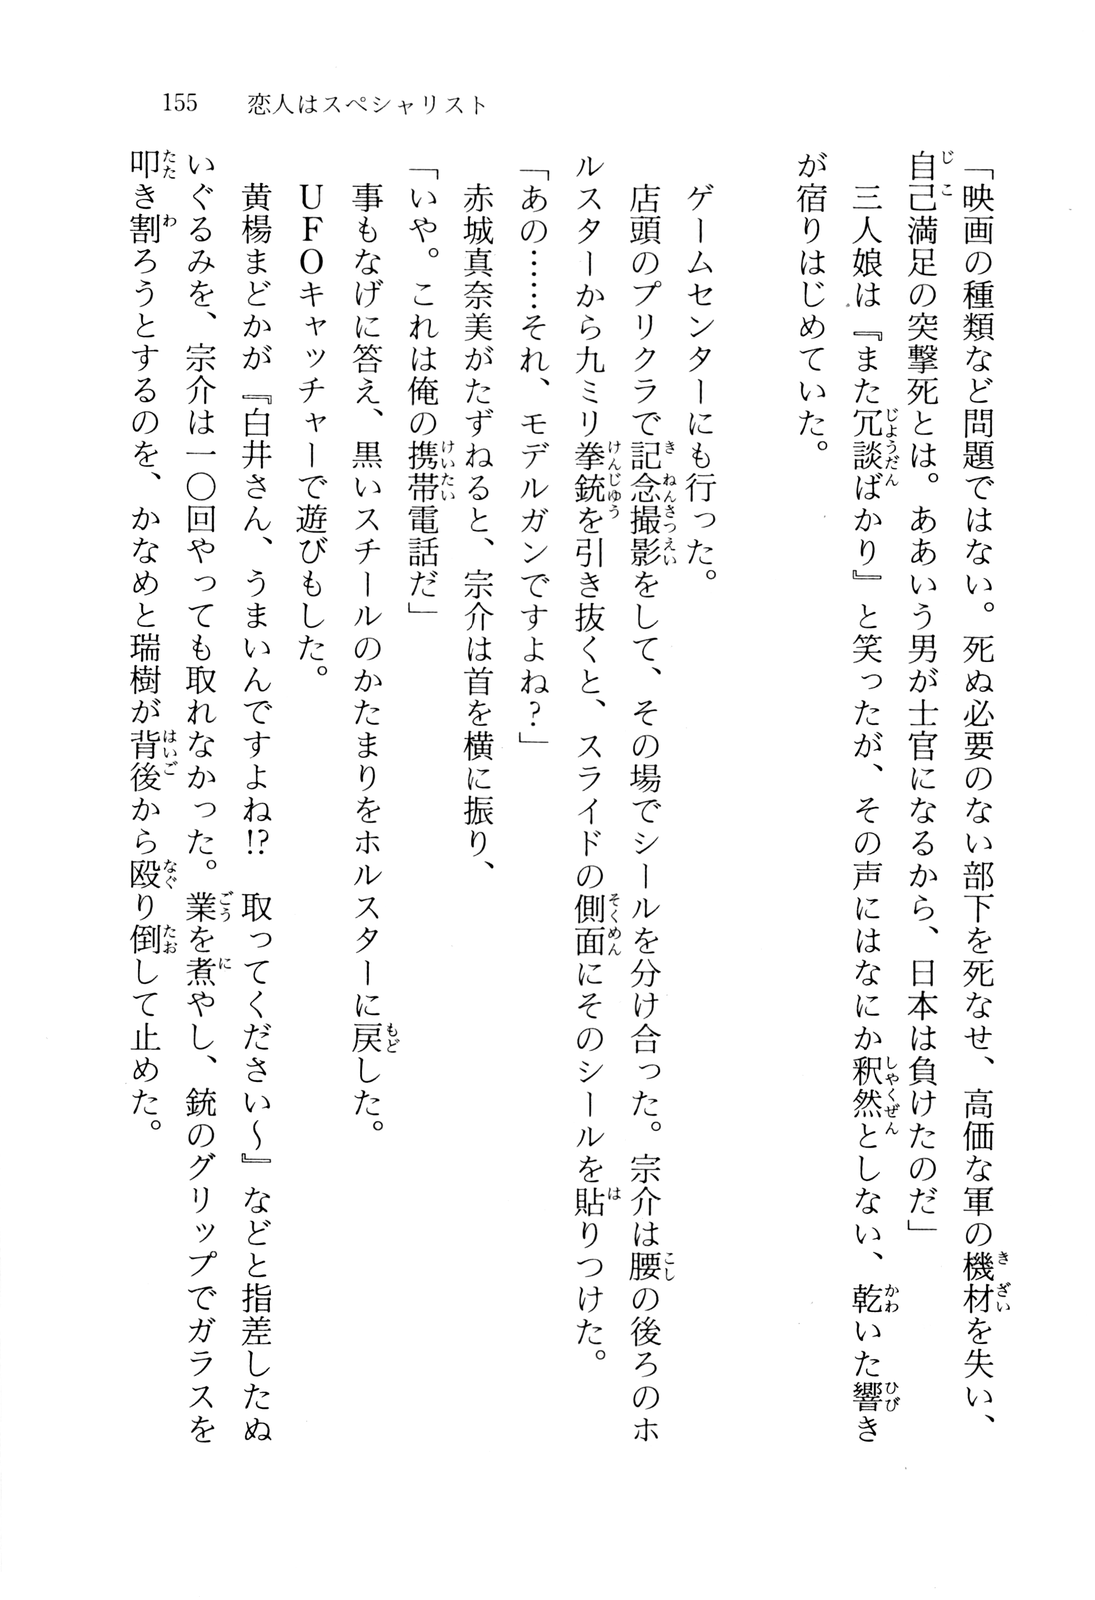 155 恋人はスペシャリスト
「映画の種類など問題ではない。死ぬ必要のない部下を死なせ、高価な軍の機材を失い、
自己満足の突撃死とは。ああいう男が士官になるから、日本は負けたのだ」
三人娘は『また冗談ばかり』と笑ったが、その声にはなにか釈然としない、乾いた響き
が宿りはじめていた。
ゲームセンターにも行った。
店頭のプリクラで記念撮影をして、その場でシールを分け合った。宗介は腰の後ろのホ
ルスターから九ミリ拳銃を引き抜くと、スライドの側面にそのシールを貼りつけた。
「あの……それ、モデルガンですよね?」
赤城真奈美がたずねると、宗介は首を横に振り、
「いや。これは俺の携帯電話だ」
事もなげに答え、黒いスチールのかたまりをホルスターに戻した。
UFOキャッチャーで遊びもした。
黄楊まどかが『白井さん、うまいんですよね!? 取ってください〜』などと指差したぬ
いぐるみを、宗介は一〇回やっても取れなかった。業を煮やし、銃のグリップでガラスを
叩き割ろうとするのを、かなめと瑞樹が背後から殴り倒して止めた。